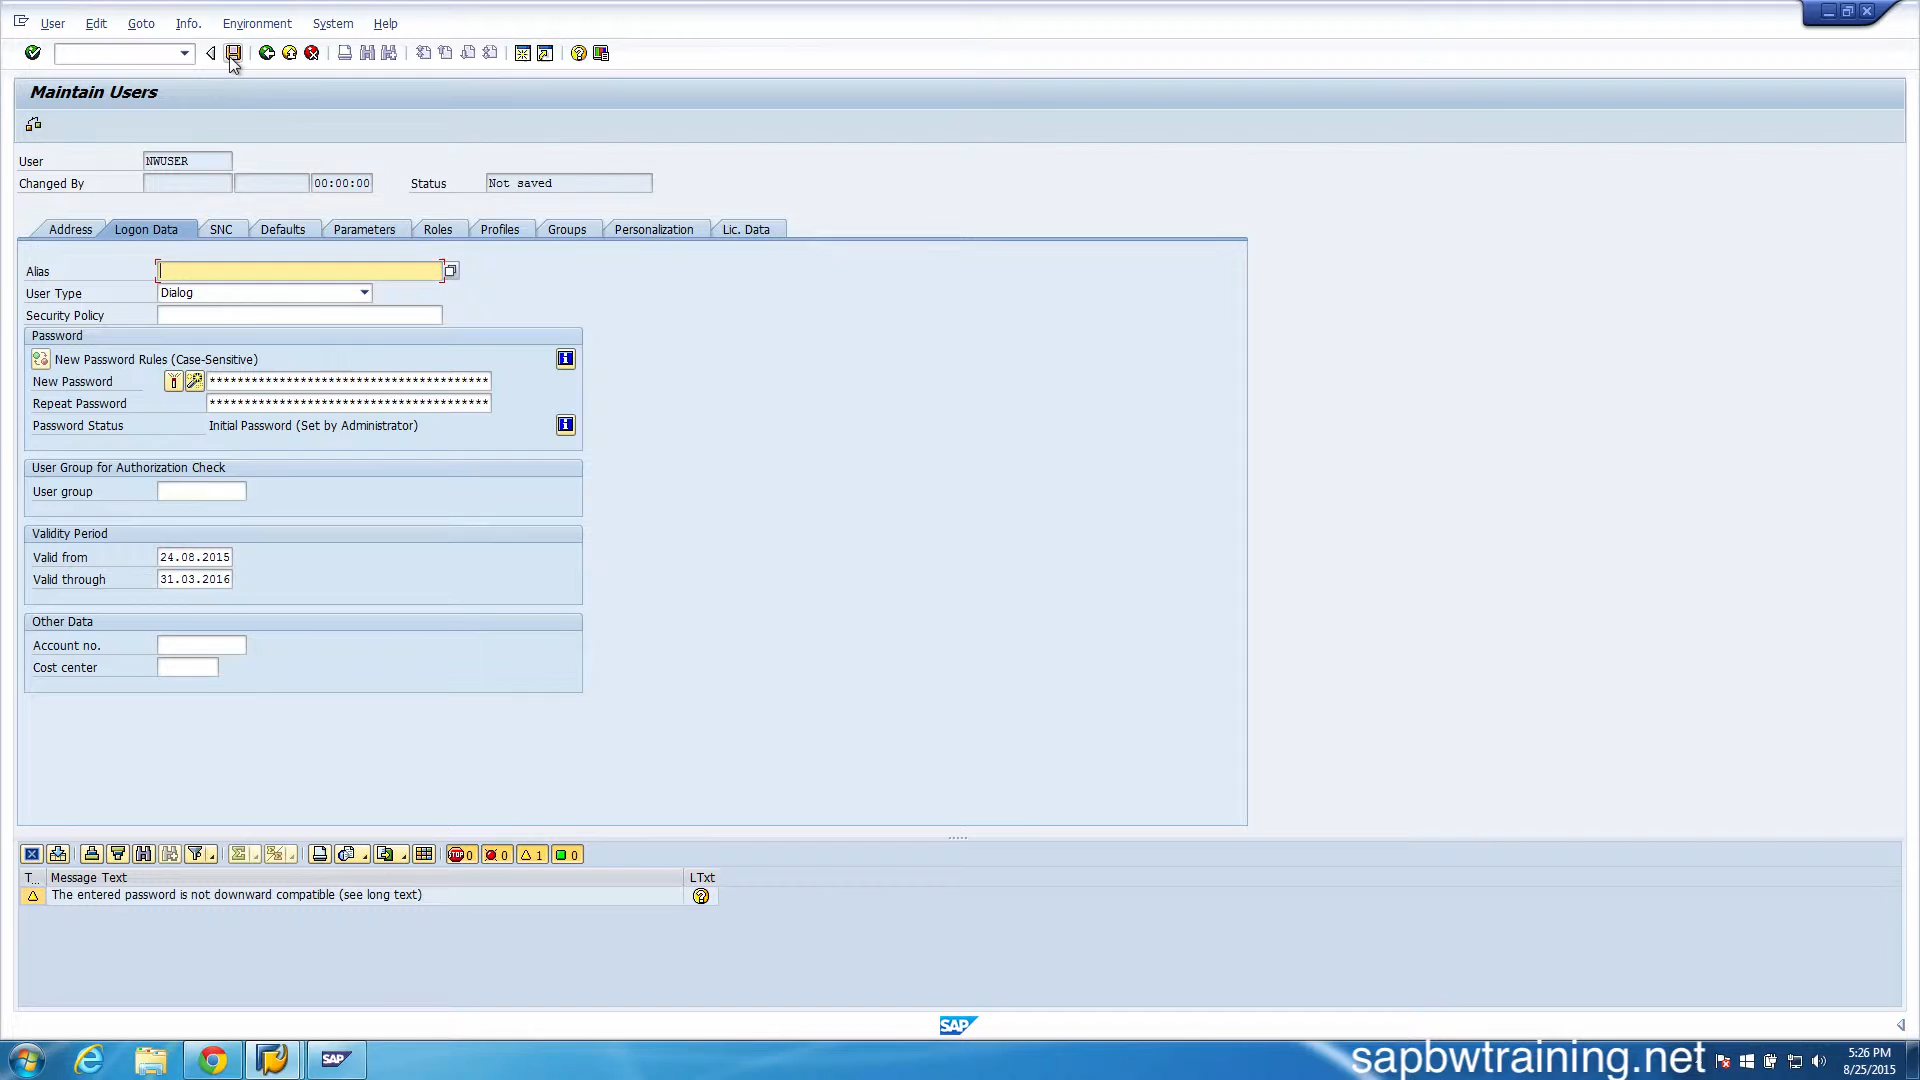 User Edit Goto Info. Environment System Help
Maintain Users
User NWUSER
Changed By 00:00:00 Status Not saved
Address Logon Data SNC Defaults Parameters Roles Profiles Groups Personalization Lic. Data
Alias
User Type Dialog
Security Policy
Password
New Password Rules (Case-Sensitive)
New Password ****************************************
Repeat Password ****************************************
Password Status Initial Password (Set by Administrator)
User Group for Authorization Check
User group
Validity Period
Valid from 24.08.2015
Valid through 31.03.2016
Other Data
Account no.
Cost center
STOP 0 0 1 0
T... Message Text LTxt
The entered password is not downward compatible (see long text)
SAP
SAP
sapbwtraining.net
5:26 PM
8/25/2015